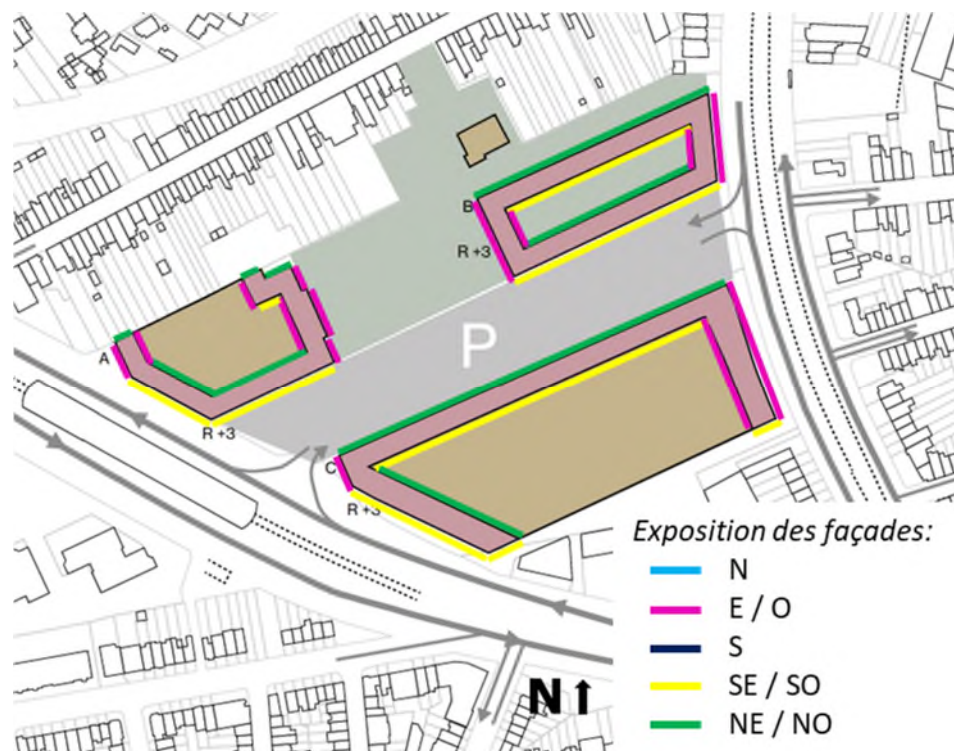 B
R +3
P
A
R +3
C
R +3
Exposition des façades:
N
E / O
S
SE / SO
NE / NO
N